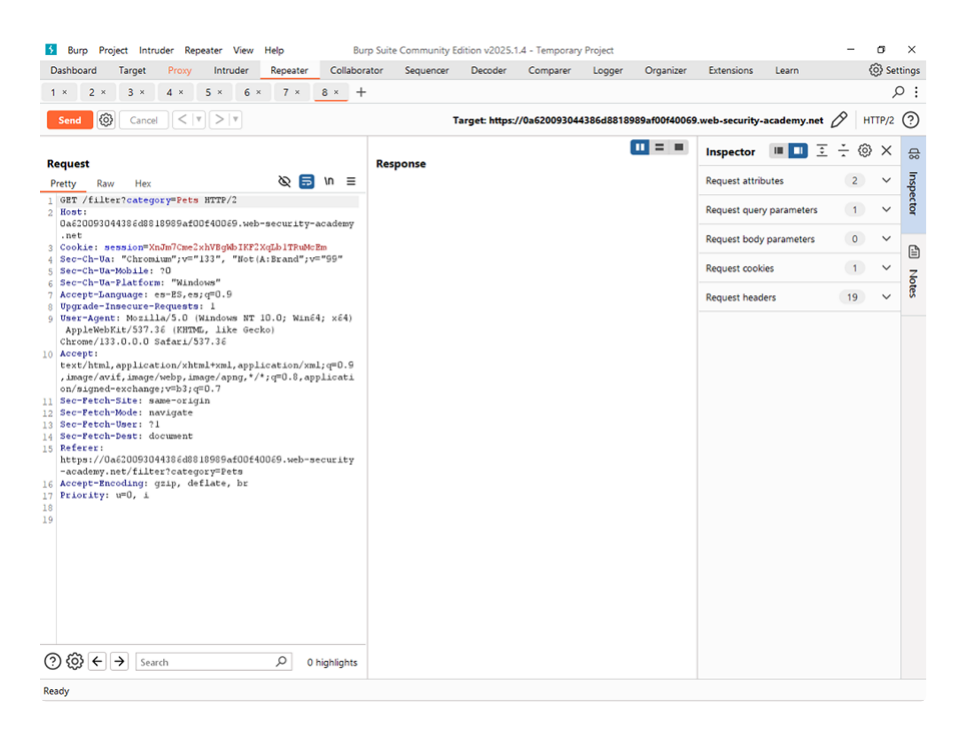 Burp Project Intruder Repeater View Help Burp Suite Community Edition v2025.1.4 - Temporary Project
Dashboard Target Proxy Intruder Repeater Collaborator Sequencer Decoder Comparer Logger Organizer Extensions Learn Settings
1 × 2 × 3 × 4 × 5 × 6 × 7 × 8 × +
Send Cancel < > Target: https://0a620093044386d8818989af00f40069.web-security-academy.net HTTP/2
Request
Pretty Raw Hex \n
1 GET /filter?category=Pets HTTP/2
2 Host:
0a620093044386d8818989af00f40069.web-security-academy
.net
3 Cookie: session=XnJm7Cme2xhVBgWbIKF2XqLb1TRuMcEm
4 Sec-Ch-Ua: "Chromium";v="133", "Not(A:Brand";v="99"
5 Sec-Ch-Ua-Mobile: ?0
6 Sec-Ch-Ua-Platform: "Windows"
7 Accept-Language: es-ES,es;q=0.9
8 Upgrade-Insecure-Requests: 1
9 User-Agent: Mozilla/5.0 (Windows NT 10.0; Win64; x64)
AppleWebKit/537.36 (KHTML, like Gecko)
Chrome/133.0.0.0 Safari/537.36
10 Accept:
text/html,application/xhtml+xml,application/xml;q=0.9
,image/avif,image/webp,image/apng,*/*;q=0.8,applicati
on/signed-exchange;v=b3;q=0.7
11 Sec-Fetch-Site: same-origin
12 Sec-Fetch-Mode: navigate
13 Sec-Fetch-User: ?1
14 Sec-Fetch-Dest: document
15 Referer:
https://0a620093044386d8818989af00f40069.web-security
-academy.net/filter?category=Pets
16 Accept-Encoding: gzip, deflate, br
17 Priority: u=0, i
18
19
Search 0 highlights
Response
Inspector
Request attributes 2
Request query parameters 1
Request body parameters 0
Request cookies 1
Request headers 19
Inspector
Notes
Ready